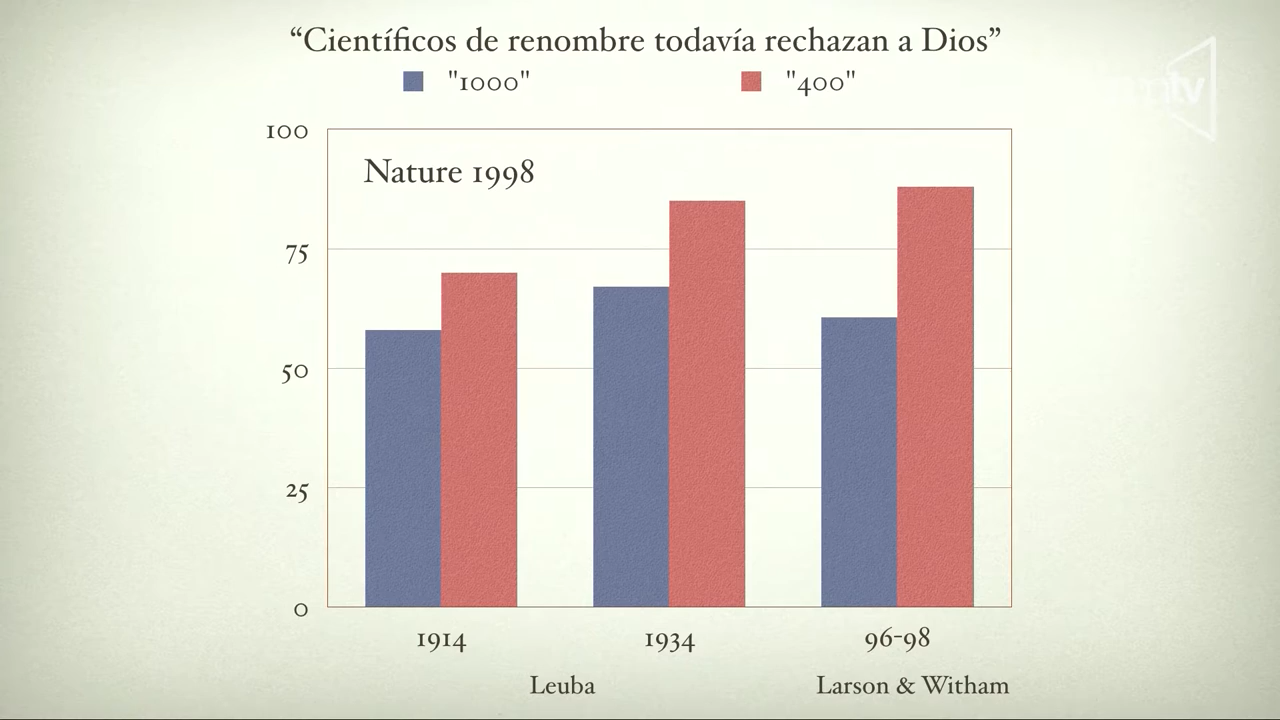 “Científicos de renombre todavía rechazan a Dios”
"1000" "400"
100
Nature 1998
75
50
25
0
1914 1934 96-98
Leuba Larson & Witham